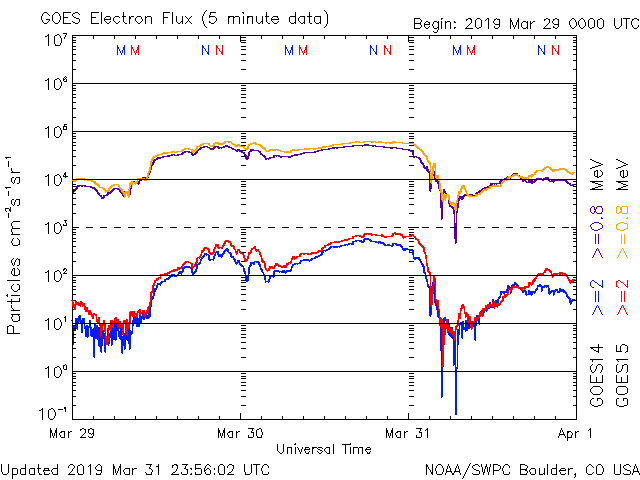 GOES Electron Flux (5 minute data)
Begin: 2019 Mar 29 0000 UTC
10⁷
10⁶
10⁵
10⁴
10³
10²
10¹
10⁰
10⁻¹
Particles cm⁻²s⁻¹sr⁻¹
M M N N M M N N M M N N
GOES14 >=2 >=0.8 MeV
GOES15 >=2 >=0.8 MeV
Mar 29 Mar 30 Mar 31 Apr 1
Universal Time
Updated 2019 Mar 31 23:56:02 UTC
NOAA/SWPC Boulder, CO USA